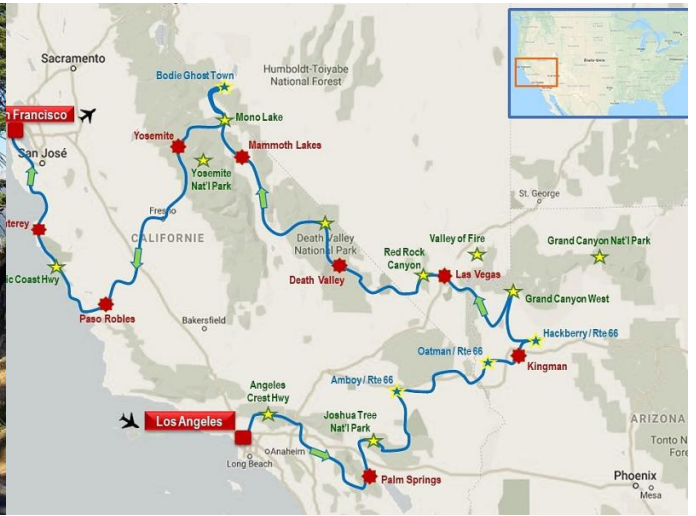 Sacramento
Bodie Ghost Town
Humboldt-Toiyabe
National Forest
n Francisco
Mono Lake
San José
Yosemite
Mammoth Lakes
Yosemite
Nat'l Park
St. George
Fresno
terey
CALIFORNIE
Death Valley
National Park
Valley of Fire
Grand Canyon Nat'l Park
Red Rock
Canyon
Las Vegas
ic Coast Hwy
Death Valley
Grand Canyon West
Paso Robles
Bakersfield
Hackberry / Rte 66
Oatman / Rte 66
Kingman
Amboy / Rte 66
Angeles
Crest Hwy
Los Angeles
Joshua Tree
Nat'l Park
ARIZONA
Tonto N
Fore
Anaheim
Long Beach
Palm Springs
Phoenix
Mesa